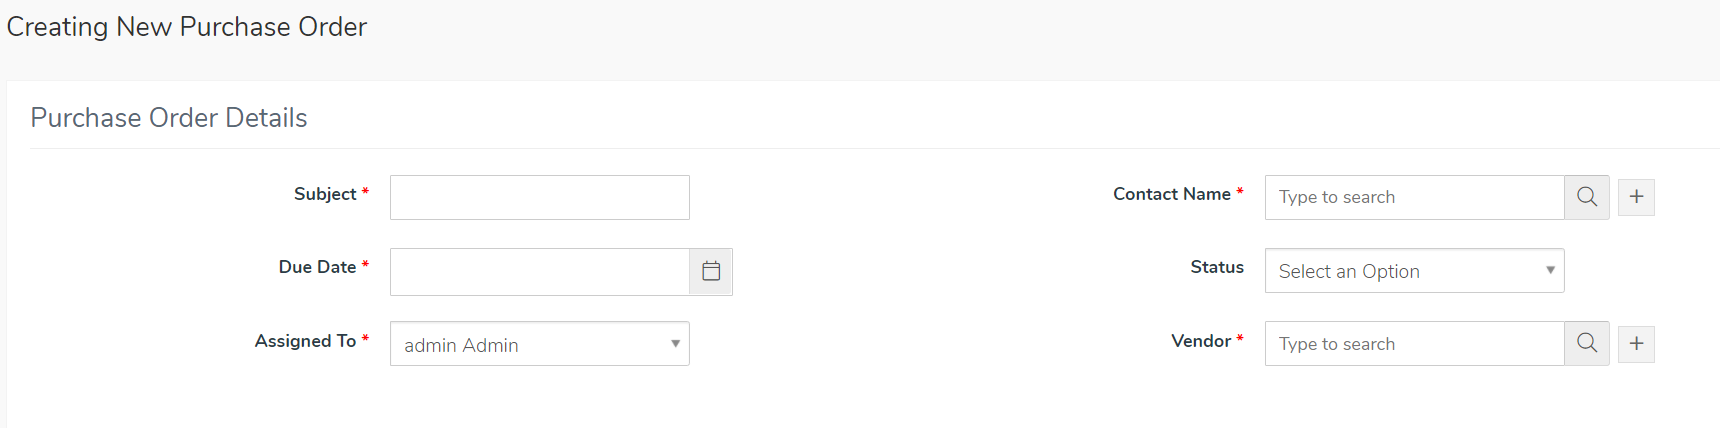 Creating New Purchase Order
Purchase Order Details
Subject * Contact Name * Type to search
Due Date * Status Select an Option
Assigned To * admin Admin Vendor * Type to search